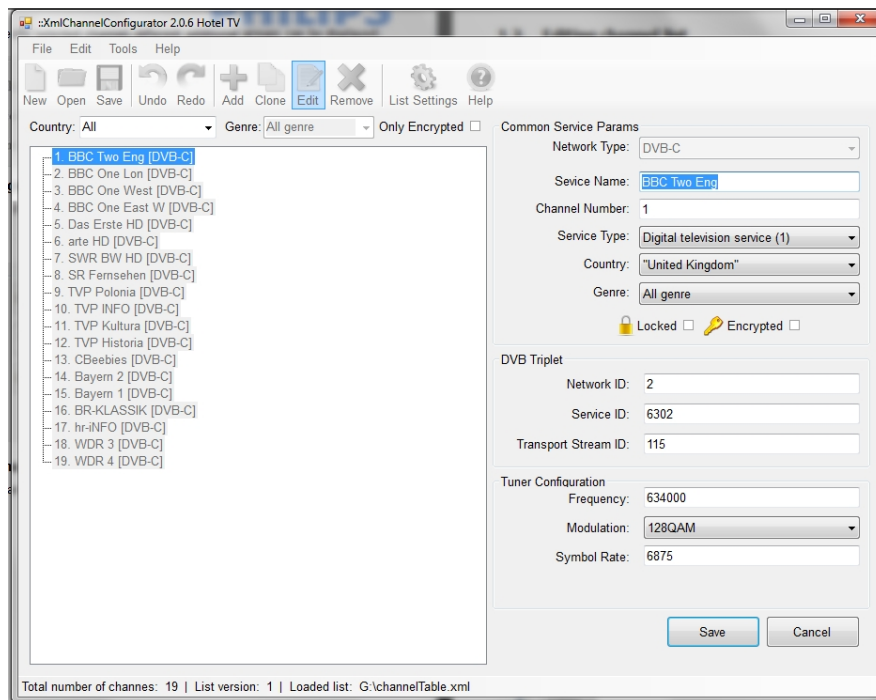 PHILIPS
::XmlChannelConfigurator 2.0.6 Hotel TV
File Edit Tools Help
New Open Save Undo Redo Add Clone Edit Remove List Settings Help
Country: All Genre: All genre Only Encrypted
1. BBC Two Eng [DVB-C]
2. BBC One Lon [DVB-C]
3. BBC One West [DVB-C]
4. BBC One East W [DVB-C]
5. Das Erste HD [DVB-C]
6. arte HD [DVB-C]
7. SWR BW HD [DVB-C]
8. SR Fernsehen [DVB-C]
9. TVP Polonia [DVB-C]
10. TVP INFO [DVB-C]
11. TVP Kultura [DVB-C]
12. TVP Historia [DVB-C]
13. CBeebies [DVB-C]
14. Bayern 2 [DVB-C]
15. Bayern 1 [DVB-C]
16. BR-KLASSIK [DVB-C]
17. hr-iNFO [DVB-C]
18. WDR 3 [DVB-C]
19. WDR 4 [DVB-C]
Common Service Params
Network Type: DVB-C
Sevice Name: BBC Two Eng
Channel Number: 1
Service Type: Digital television service (1)
Country: "United Kingdom"
Genre: All genre
Locked Encrypted
DVB Triplet
Network ID: 2
Service ID: 6302
Transport Stream ID: 115
Tuner Configuration
Frequency: 634000
Modulation: 128QAM
Symbol Rate: 6875
Save Cancel
Total number of channes: 19 | List version: 1 | Loaded list: G:\channelTable.xml